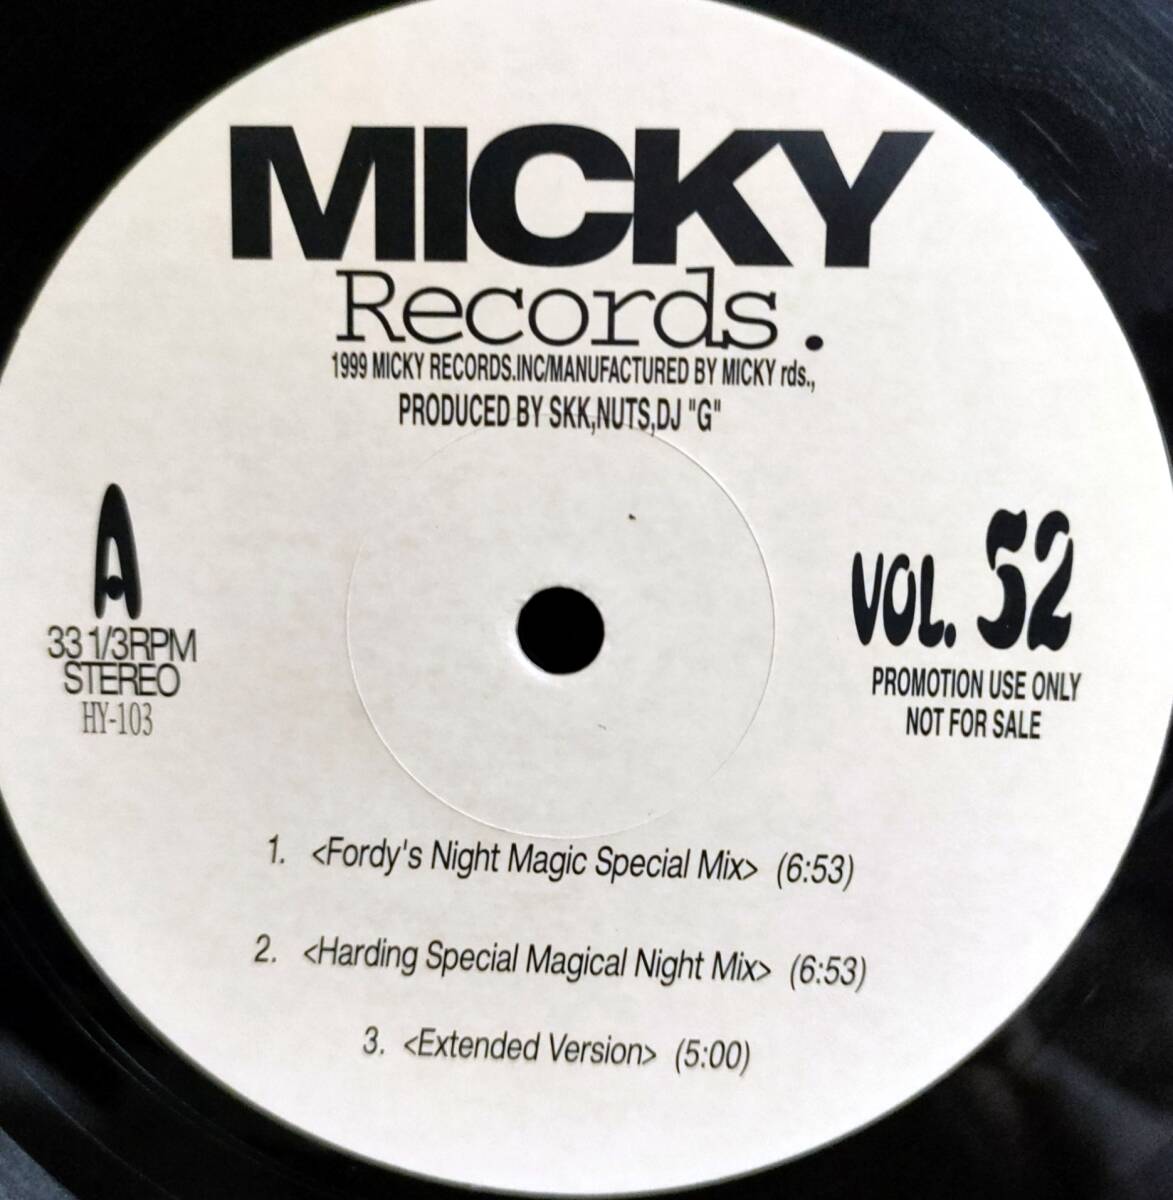 MICKY
Records.
1999 MICKY RECORDS.INC/MANUFACTURED BY MICKY rds.,
PRODUCED BY SKK,NUTS,DJ "G"
A
33 1/3RPM
STEREO
HY-103
VOL. 52
PROMOTION USE ONLY
NOT FOR SALE
1. <Fordy's Night Magic Special Mix> (6:53)
2. <Harding Special Magical Night Mix> (6:53)
3. <Extended Version> (5:00)